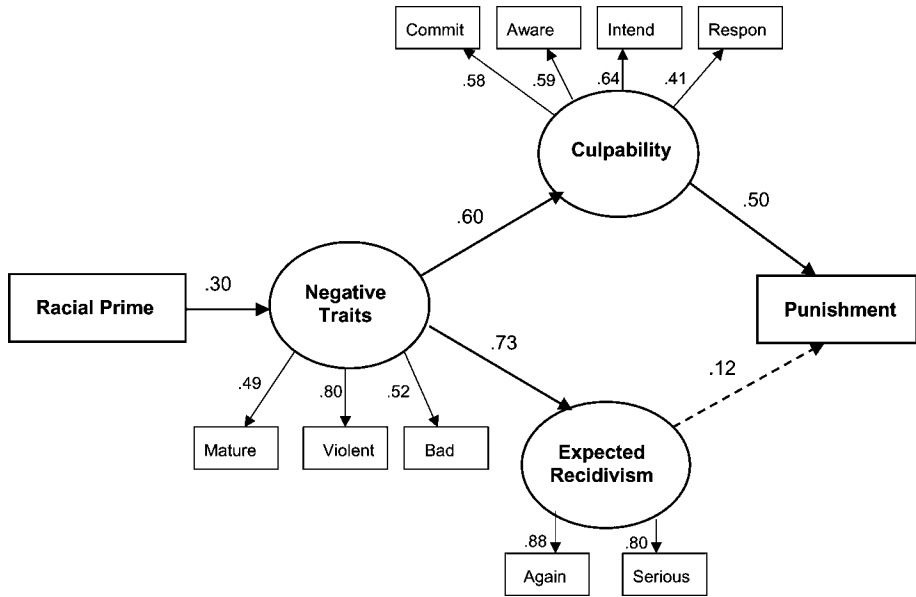 Commit
Aware
Intend
Respon
.58
.59
.64
.41
Culpability
.60
.50
Racial Prime
.30
Negative
Traits
Punishment
.73
.12
.49
.80
.52
Mature
Violent
Bad
Expected
Recidivism
.88
.80
Again
Serious